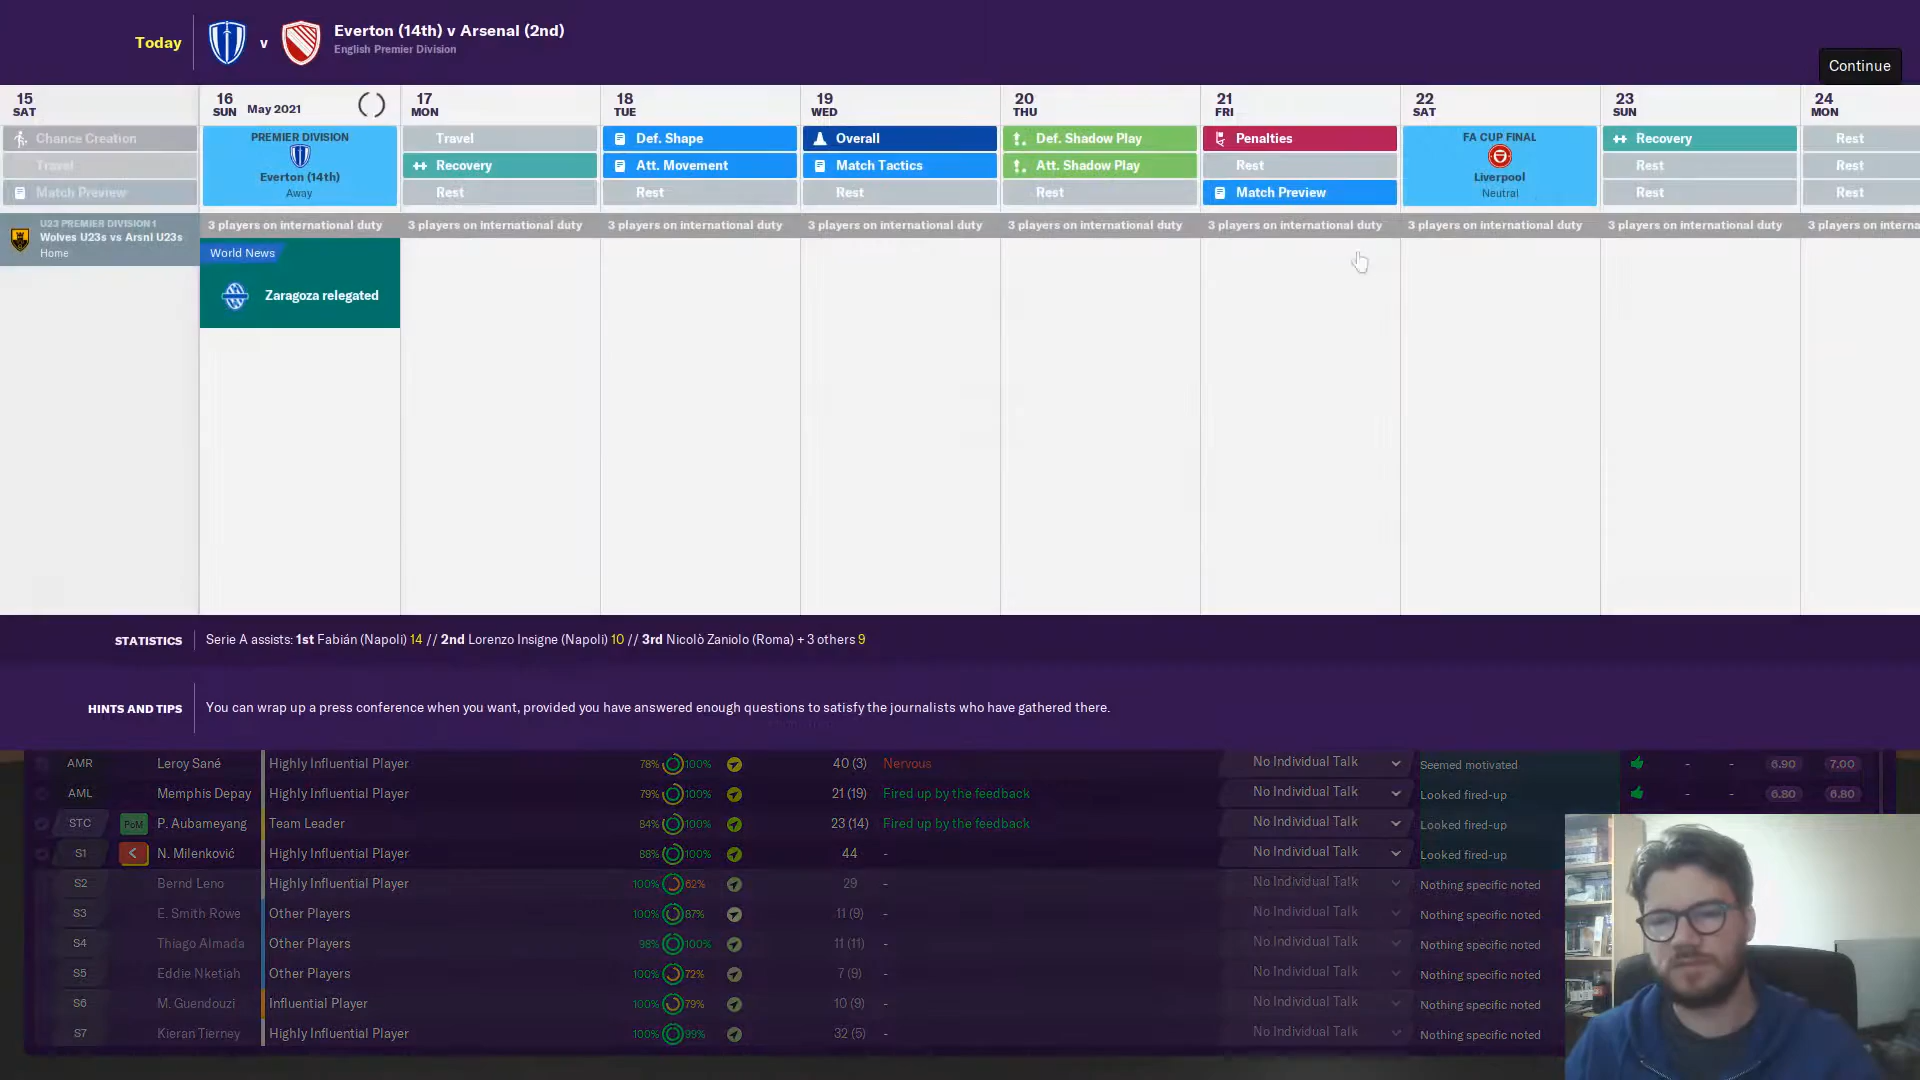 Today
v
Everton (14th) v Arsenal (2nd)
English Premier Division
Continue
15
SAT
16
SUN May 2021
17
MON
18
TUE
19
WED
20
THU
21
FRI
22
SAT
23
SUN
24
MON
Chance Creation
Travel
Match Preview
PREMIER DIVISION
Everton (14th)
Away
Travel
Recovery
Rest
Def. Shape
Att. Movement
Rest
Overall
Match Tactics
Rest
Def. Shadow Play
Att. Shadow Play
Rest
Penalties
Rest
Match Preview
FA CUP FINAL
Liverpool
Neutral
Recovery
Rest
Rest
Rest
Rest
Rest
U23 PREMIER DIVISION 1
Wolves U23s vs Arsnl U23s
Home
3 players on international duty
3 players on international duty
3 players on international duty
3 players on international duty
3 players on international duty
3 players on international duty
3 players on international duty
3 players on international duty
3 players on interna
World News
Zaragoza relegated
STATISTICS
Serie A assists: 1st Fabián (Napoli) 14 // 2nd Lorenzo Insigne (Napoli) 10 // 3rd Nicolò Zaniolo (Roma) + 3 others 9
HINTS AND TIPS
You can wrap up a press conference when you want, provided you have answered enough questions to satisfy the journalists who have gathered there.
AMR Leroy Sané Highly Influential Player 78% 100% 40 (3) Nervous No Individual Talk Seemed motivated - - 6.90 7.00
AML Memphis Depay Highly Influential Player 79% 100% 21 (19) Fired up by the feedback No Individual Talk Looked fired-up - - 6.80 6.80
STC PoM P. Aubameyang Team Leader 84% 100% 23 (14) Fired up by the feedback No Individual Talk Looked fired-up
S1 N. Milenković Highly Influential Player 88% 100% 44 - No Individual Talk Looked fired-up
S2 Bernd Leno Highly Influential Player 100% 62% 29 - No Individual Talk Nothing specific noted
S3 E. Smith Rowe Other Players 100% 87% 11 (9) - No Individual Talk Nothing specific noted
S4 Thiago Almada Other Players 98% 100% 11 (11) - No Individual Talk Nothing specific noted
S5 Eddie Nketiah Other Players 100% 72% 7 (9) - No Individual Talk Nothing specific noted
S6 M. Guendouzi Influential Player 100% 79% 10 (9) - No Individual Talk Nothing specific noted
S7 Kieran Tierney Highly Influential Player 100% 99% 32 (5) - No Individual Talk Nothing specific noted